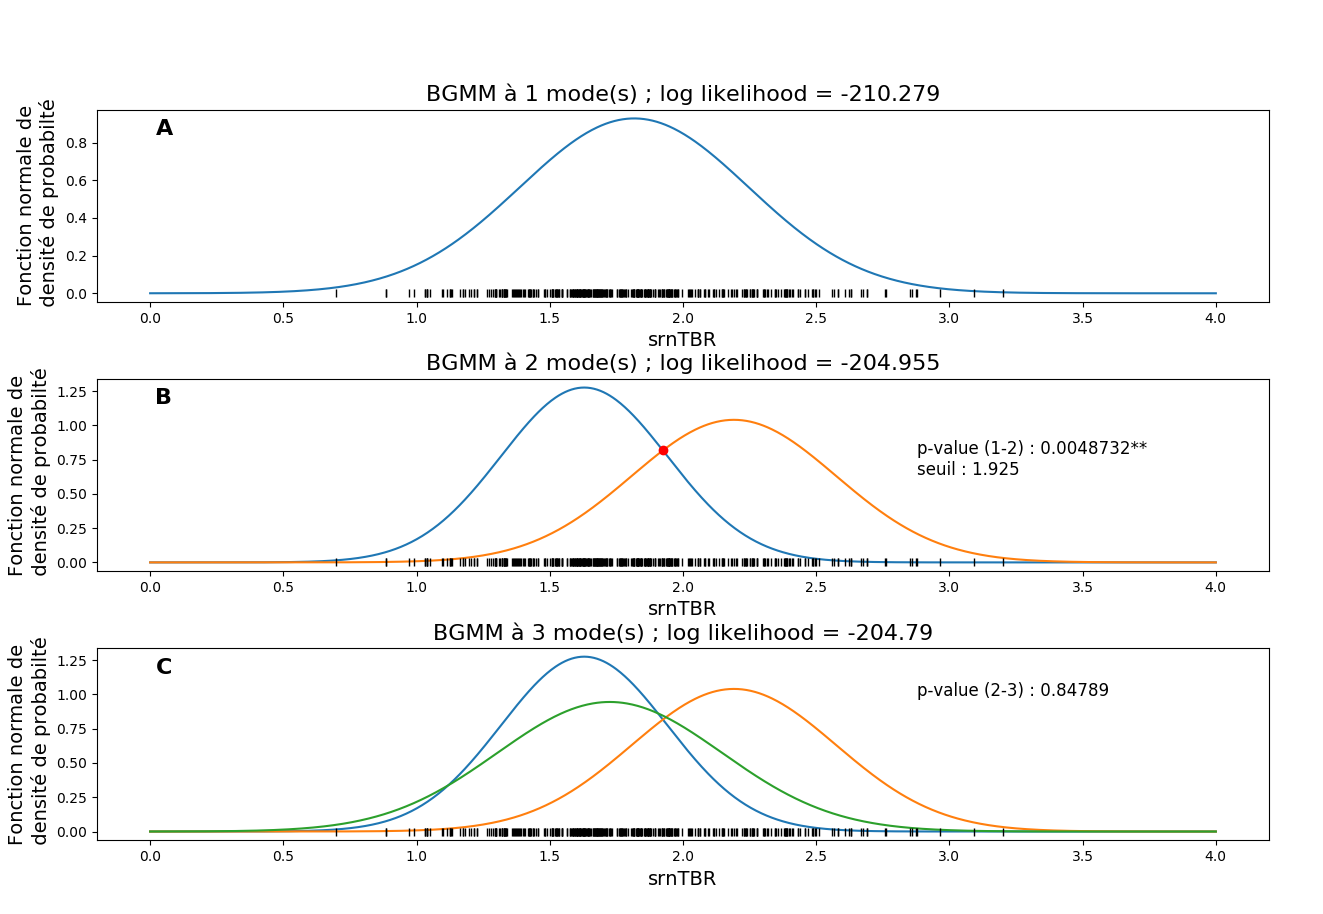 BGMM à 1 mode(s) ; log likelihood = -210.279
A
Fonction normale de
densité de probabilté
0.8
0.6
0.4
0.2
0.0
0.0 0.5 1.0 1.5 2.0 2.5 3.0 3.5 4.0
srnTBR
BGMM à 2 mode(s) ; log likelihood = -204.955
B
Fonction normale de
densité de probabilté
1.25
1.00
0.75
0.50
0.25
0.00
p-value (1-2) : 0.0048732**
seuil : 1.925
0.0 0.5 1.0 1.5 2.0 2.5 3.0 3.5 4.0
srnTBR
BGMM à 3 mode(s) ; log likelihood = -204.79
C
Fonction normale de
densité de probabilté
1.25
1.00
0.75
0.50
0.25
0.00
p-value (2-3) : 0.84789
0.0 0.5 1.0 1.5 2.0 2.5 3.0 3.5 4.0
srnTBR